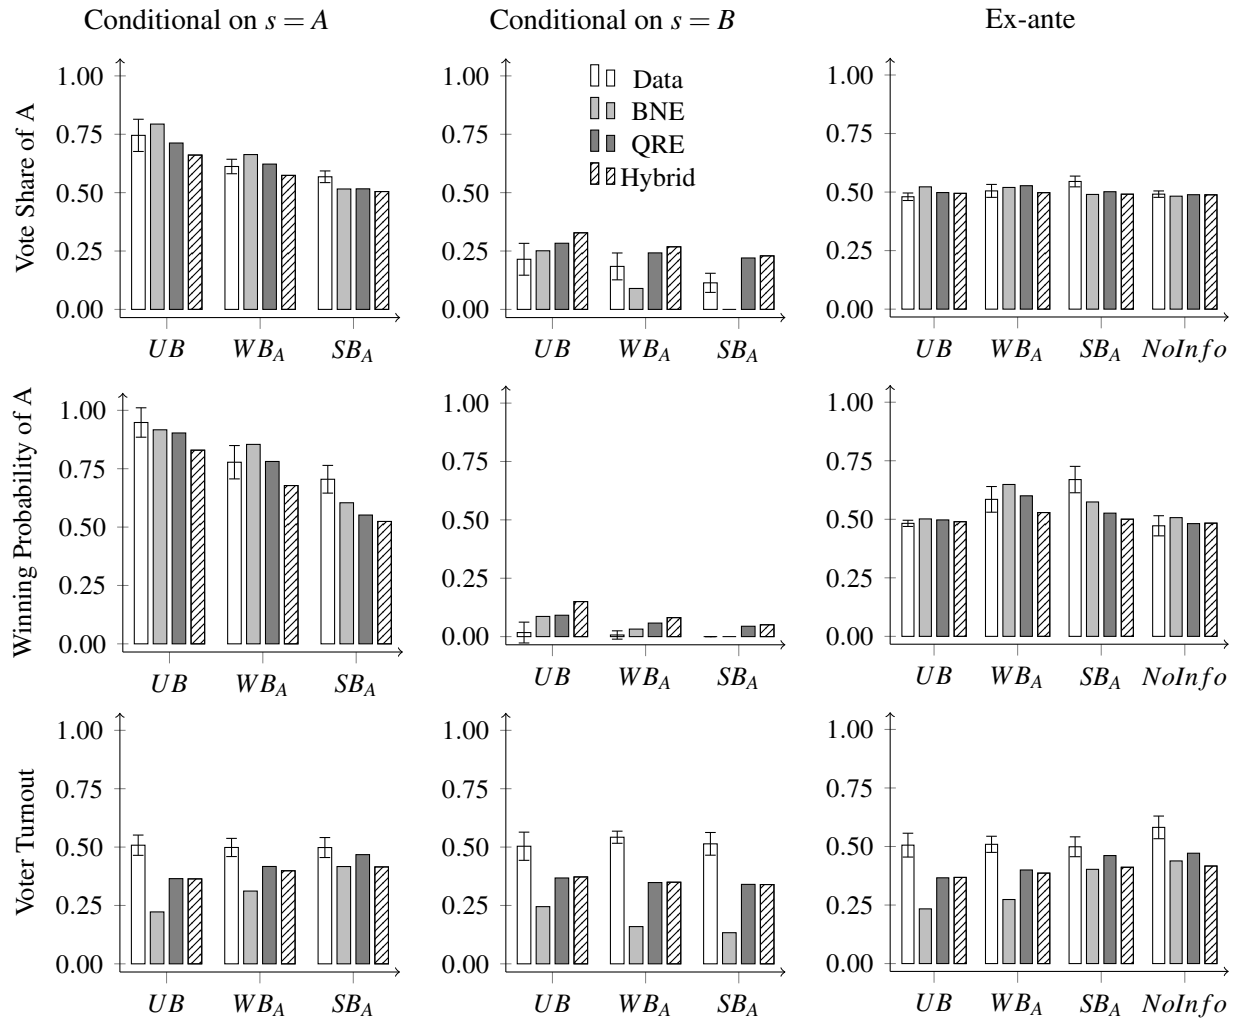 Conditional on s = A
Conditional on s = B
Ex-ante
Vote Share of A
1.00
0.75
0.50
0.25
0.00
UB WB_A SB_A
1.00
0.75
0.50
0.25
0.00
Data
BNE
QRE
Hybrid
UB WB_A SB_A
1.00
0.75
0.50
0.25
0.00
UB WB_A SB_A NoInfo
Winning Probability of A
1.00
0.75
0.50
0.25
0.00
UB WB_A SB_A
1.00
0.75
0.50
0.25
0.00
UB WB_A SB_A
1.00
0.75
0.50
0.25
0.00
UB WB_A SB_A NoInfo
Voter Turnout
1.00
0.75
0.50
0.25
0.00
UB WB_A SB_A
1.00
0.75
0.50
0.25
0.00
UB WB_A SB_A
1.00
0.75
0.50
0.25
0.00
UB WB_A SB_A NoInfo